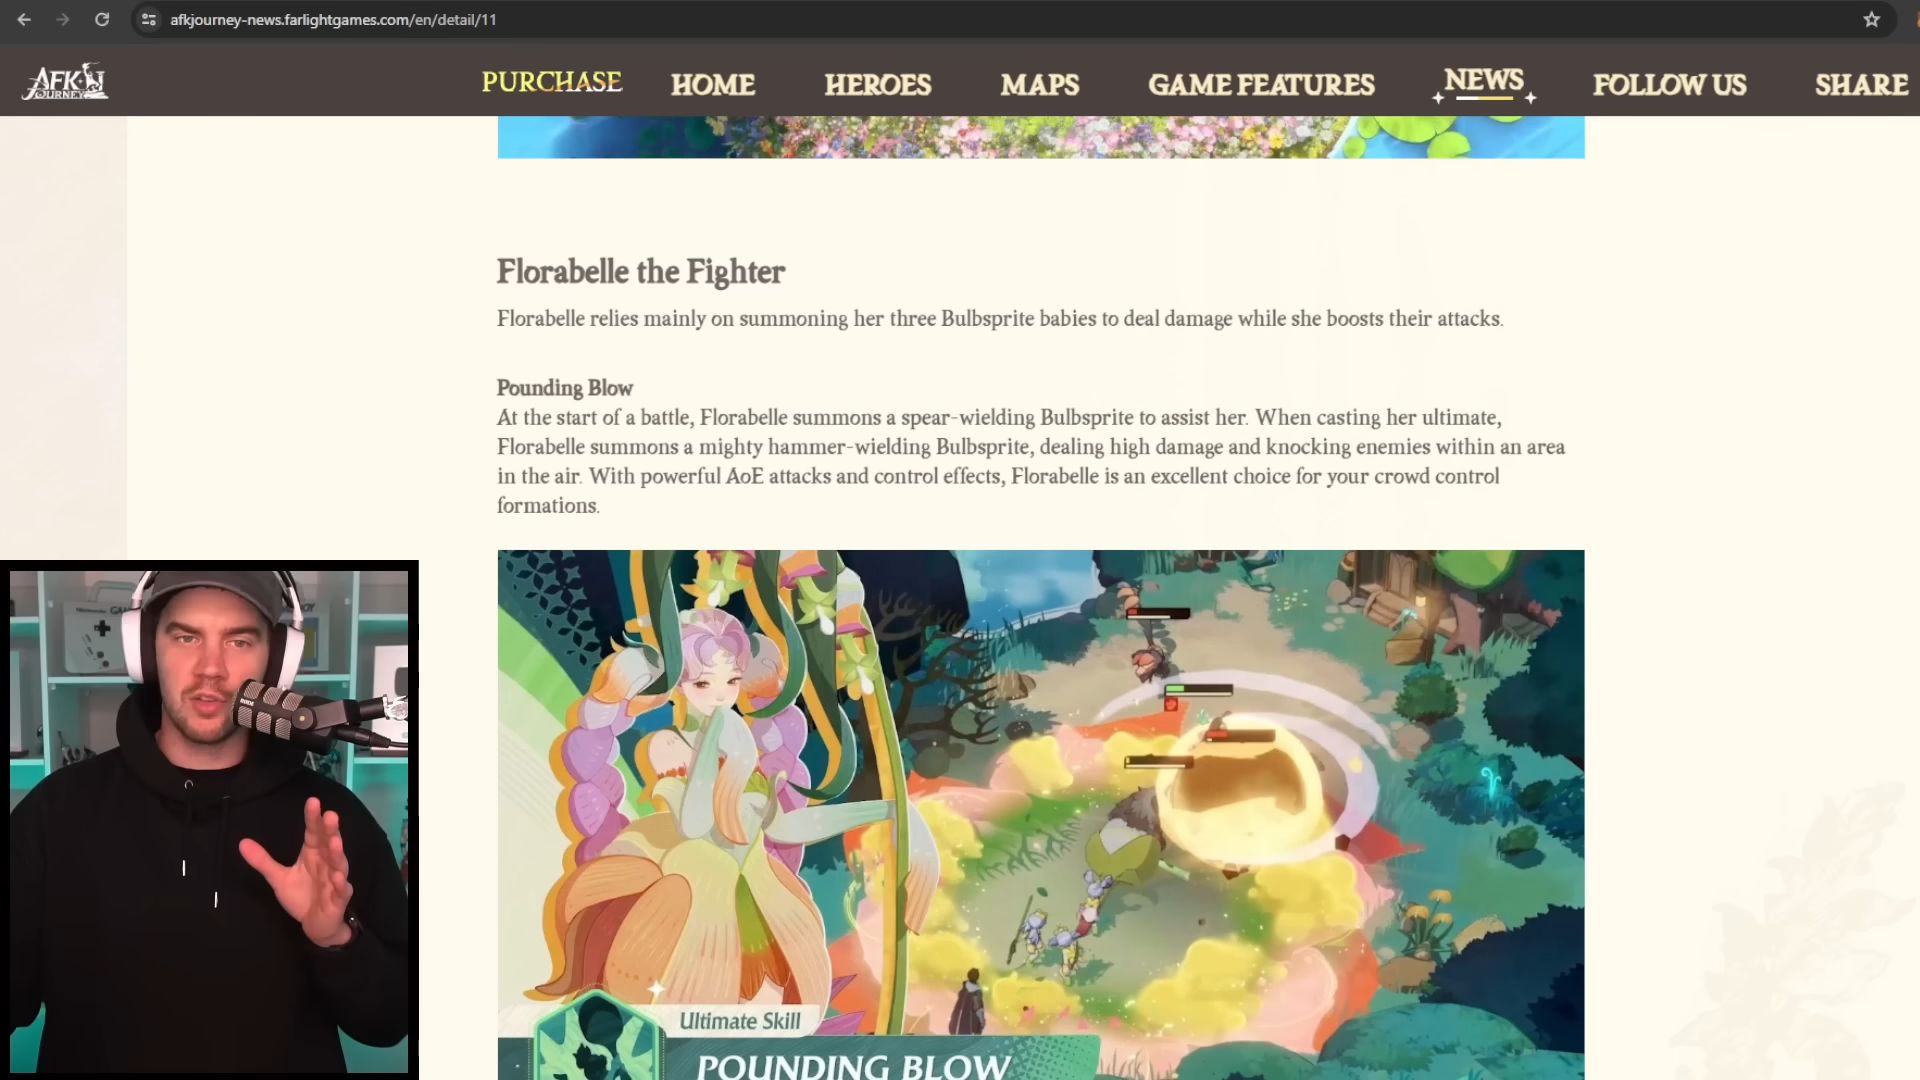 afkjourney-news.farlightgames.com/en/detail/11
AFK JOURNEY
PURCHASE
HOME
HEROES
MAPS
GAME FEATURES
NEWS
FOLLOW US
SHARE
Florabelle the Fighter
Florabelle relies mainly on summoning her three Bulbsprite babies to deal damage while she boosts their attacks.
Pounding Blow
At the start of a battle, Florabelle summons a spear-wielding Bulbsprite to assist her. When casting her ultimate,
Florabelle summons a mighty hammer-wielding Bulbsprite, dealing high damage and knocking enemies within an area
in the air. With powerful AoE attacks and control effects, Florabelle is an excellent choice for your crowd control
formations.
Ultimate Skill
POUNDING BLOW